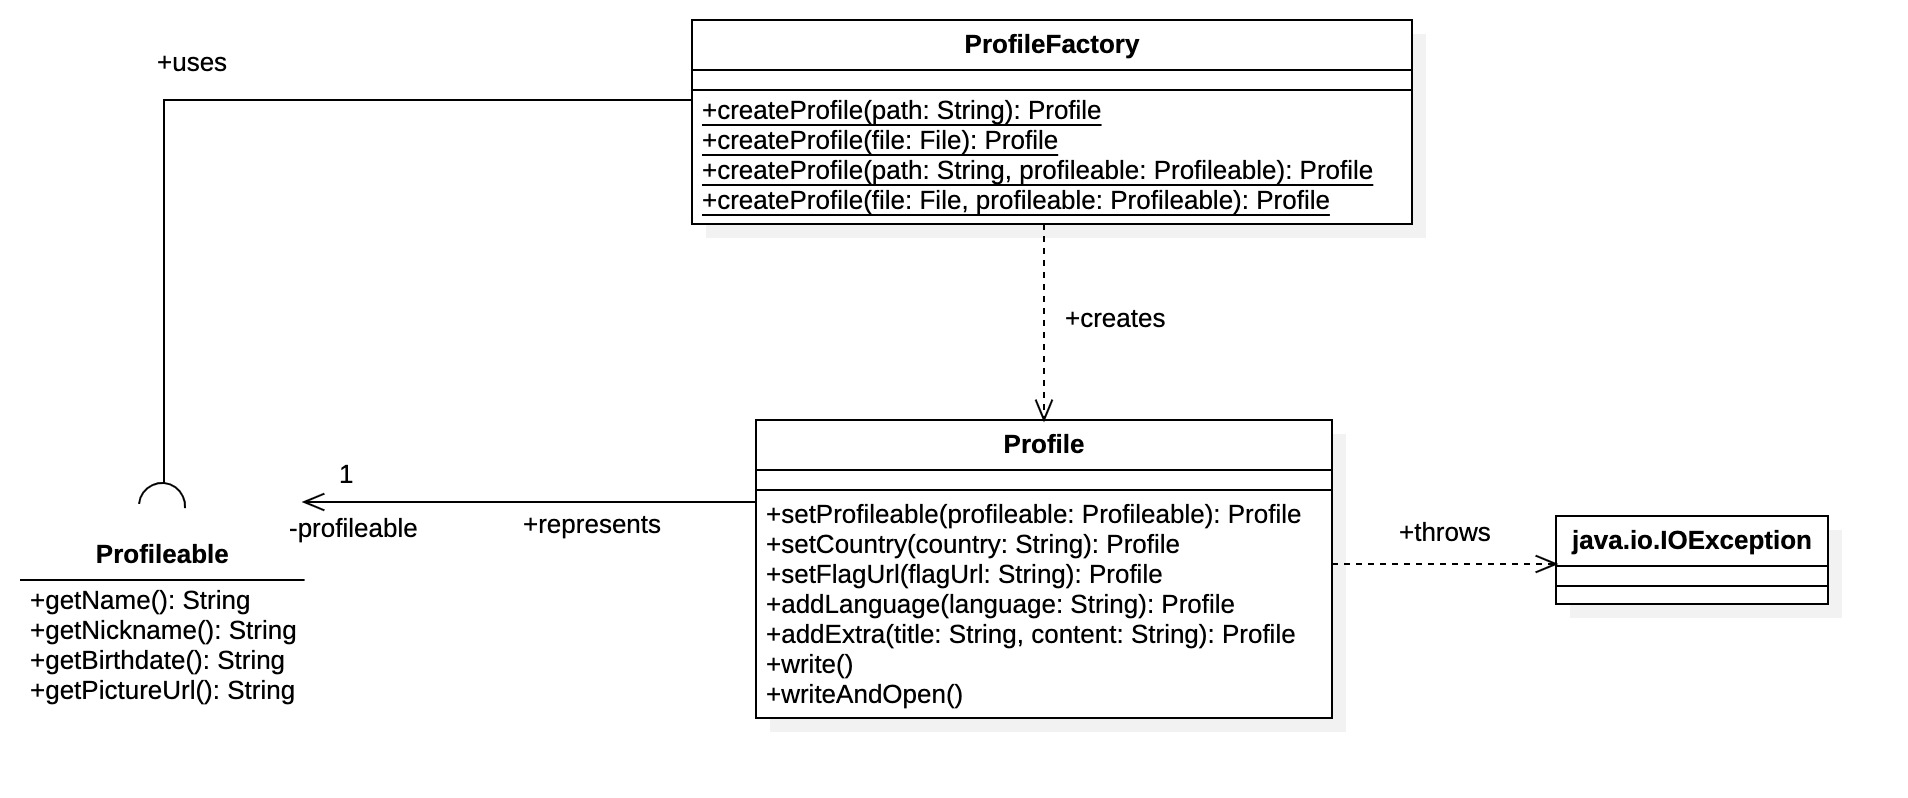 ProfileFactory
+uses
+createProfile(path: String): Profile
+createProfile(file: File): Profile
+createProfile(path: String, profileable: Profileable): Profile
+createProfile(file: File, profileable: Profileable): Profile
+creates
Profile
1
-profileable
+represents
+setProfileable(profileable: Profileable): Profile
+setCountry(country: String): Profile
+setFlagUrl(flagUrl: String): Profile
+addLanguage(language: String): Profile
+addExtra(title: String, content: String): Profile
+write()
+writeAndOpen()
+throws
java.io.IOException
Profileable
+getName(): String
+getNickname(): String
+getBirthdate(): String
+getPictureUrl(): String